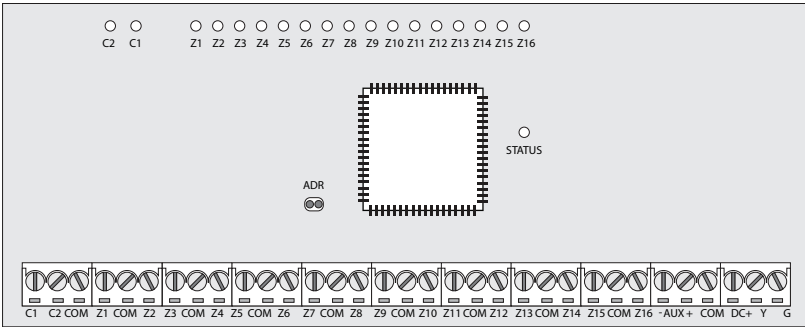 C2 C1 Z1 Z2 Z3 Z4 Z5 Z6 Z7 Z8 Z9 Z10 Z11 Z12 Z13 Z14 Z15 Z16
STATUS
ADR
C1 C2 COM Z1 COM Z2 Z3 COM Z4 Z5 COM Z6 Z7 COM Z8 Z9 COM Z10 Z11 COM Z12 Z13 COM Z14 Z15 COM Z16 -AUX+ COM DC+ Y G